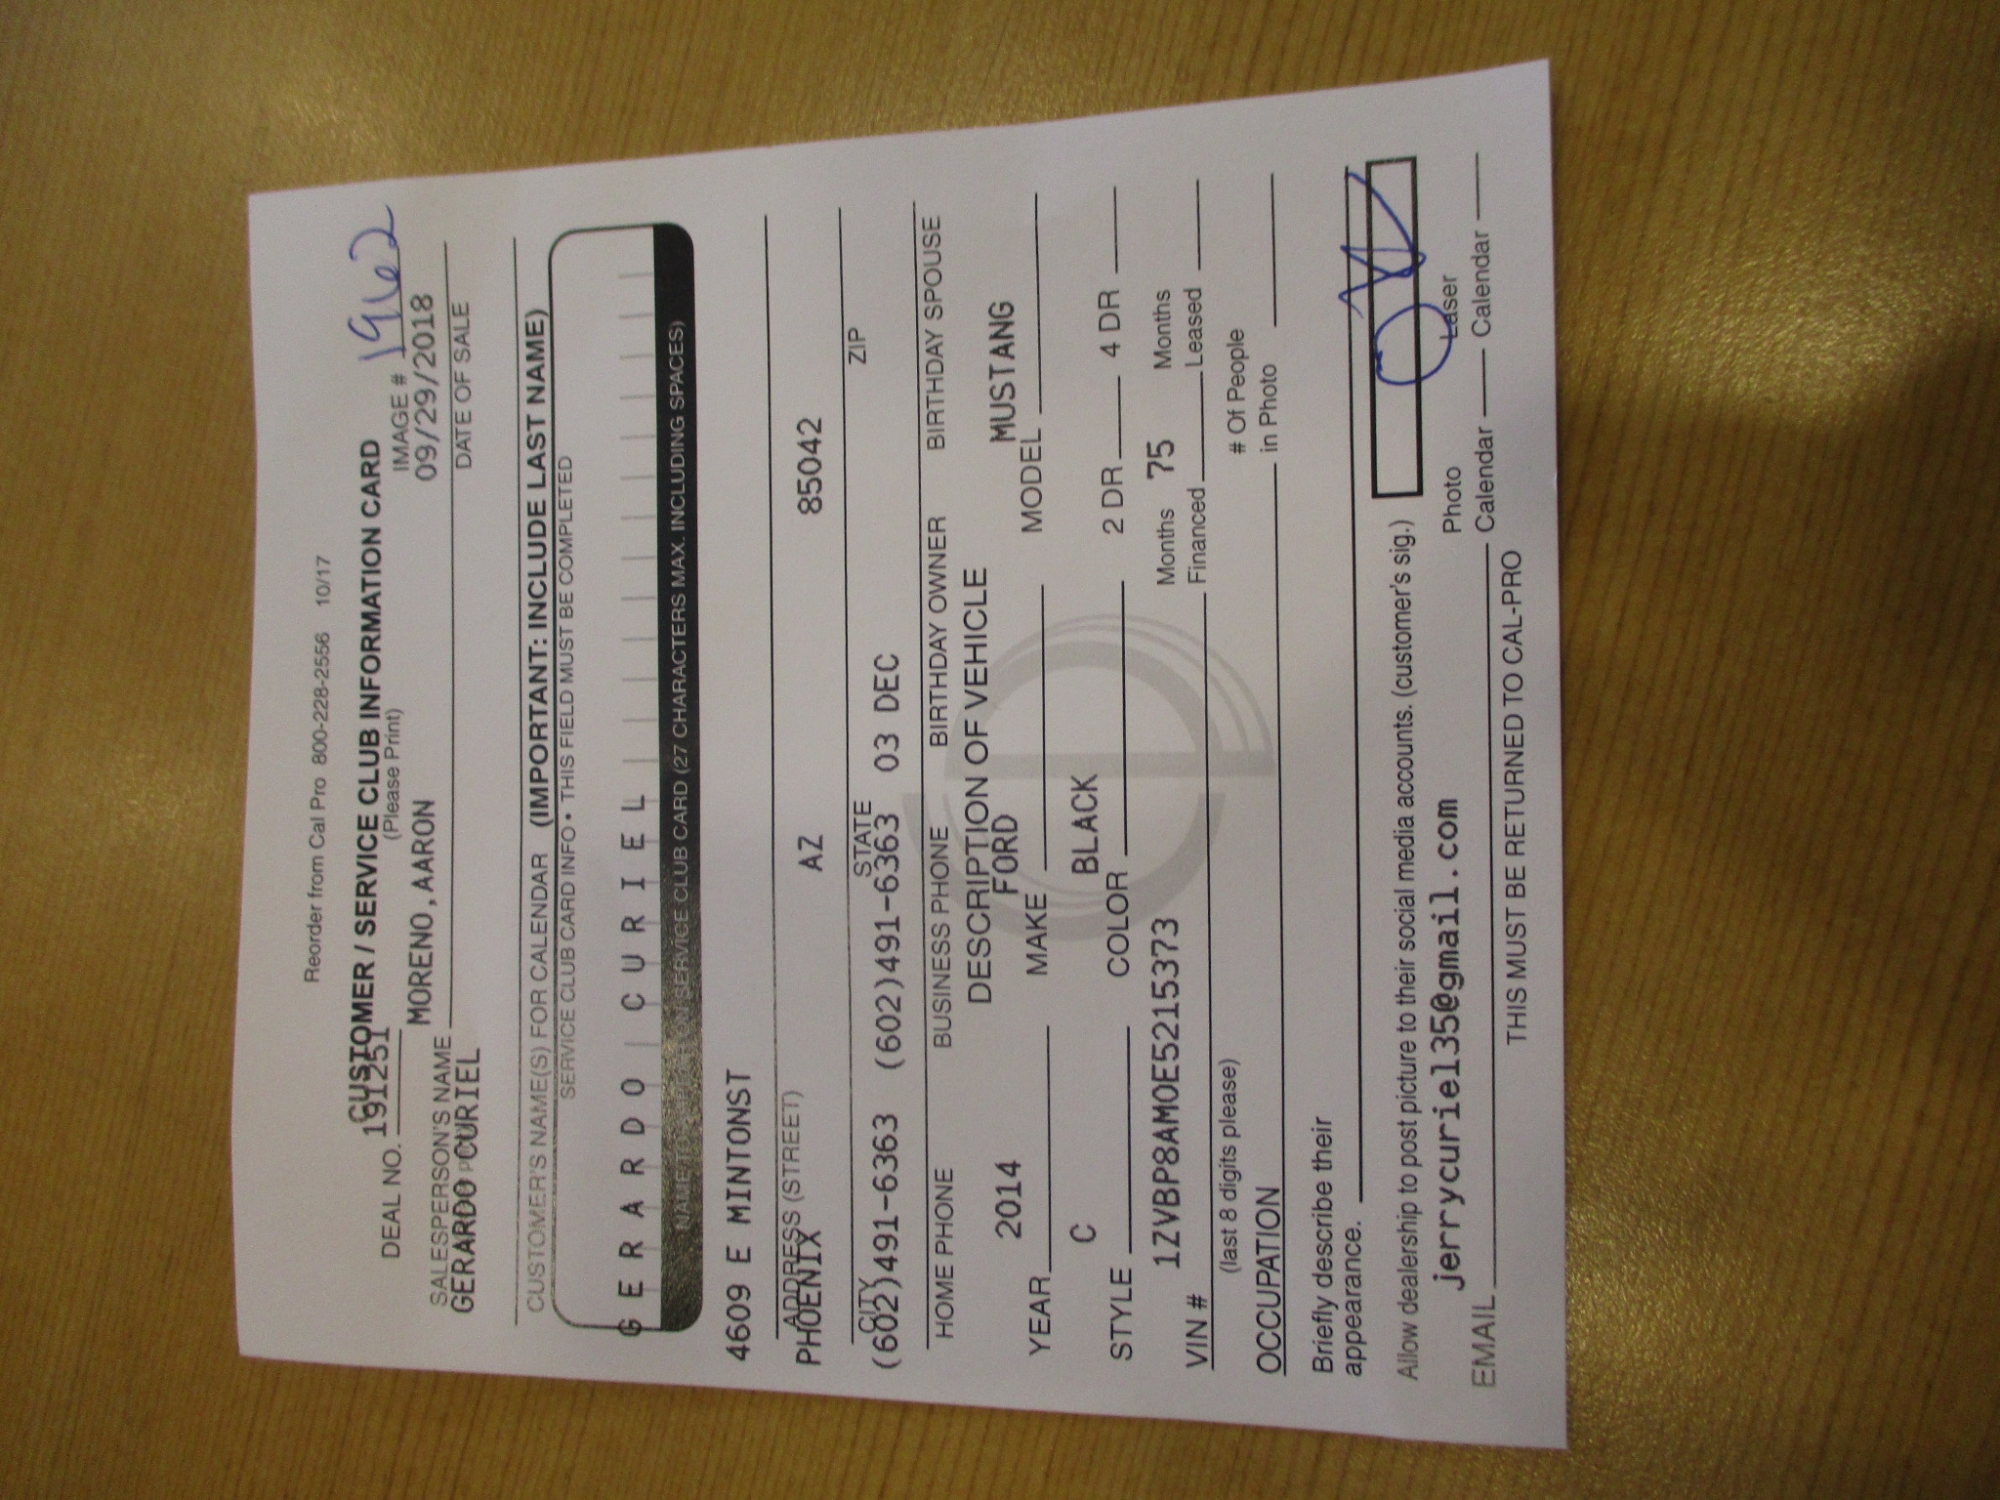 Reorder from Cal Pro 800-228-2556 10/17
CUSTOMER / SERVICE CLUB INFORMATION CARD
(Please Print)
DEAL NO. 191251 IMAGE # 1962
MORENO,AARON 09/29/2018
SALESPERSON'S NAME DATE OF SALE
GERARDO CURIEL
CUSTOMER'S NAME(S) FOR CALENDAR (IMPORTANT: INCLUDE LAST NAME)
SERVICE CLUB CARD INFO • THIS FIELD MUST BE COMPLETED
GERARDO CURIEL
NAME TO APPEAR ON SERVICE CLUB CARD (27 CHARACTERS MAX. INCLUDING SPACES)
4609 E MINTONST
ADDRESS (STREET)
PHOENIX AZ 85042
CITY STATE ZIP
(602)491-6363 (602)491-6363 03 DEC
HOME PHONE BUSINESS PHONE BIRTHDAY OWNER BIRTHDAY SPOUSE
DESCRIPTION OF VEHICLE
2014 FORD MUSTANG
YEAR MAKE MODEL
C BLACK
STYLE COLOR 2 DR 4 DR
1ZVBP8AM0E5215373 Months 75 Months
VIN # Financed Leased
(last 8 digits please) # Of People
OCCUPATION in Photo
Briefly describe their
appearance.
Allow dealership to post picture to their social media accounts. (customer's sig.)
jerrycuriel35@gmail.com Photo Laser
EMAIL Calendar Calendar
THIS MUST BE RETURNED TO CAL-PRO